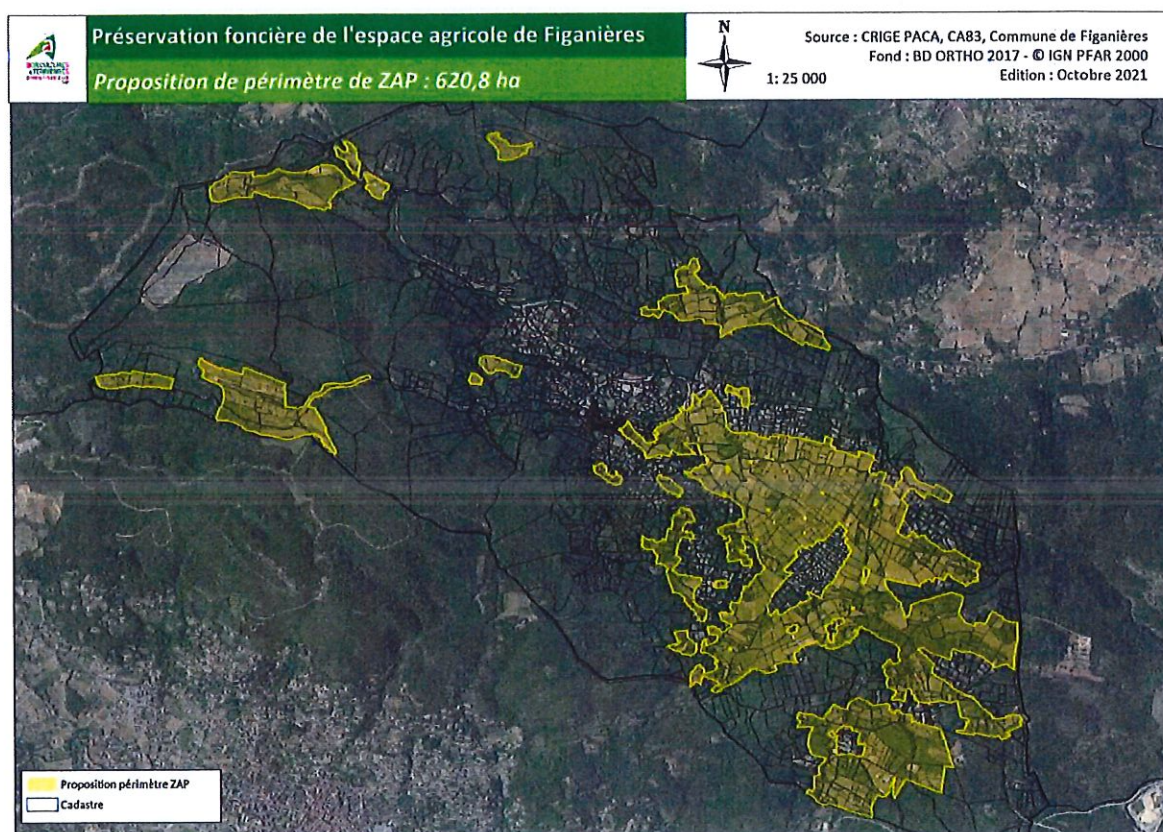 Préservation foncière de l'espace agricole de Figanières
Proposition de périmètre de ZAP : 620,8 ha
N
1: 25 000
Source : CRIGE PACA, CA83, Commune de Figanières
Fond : BD ORTHO 2017 - © IGN PFAR 2000
Edition : Octobre 2021
Proposition périmètre ZAP
Cadastre